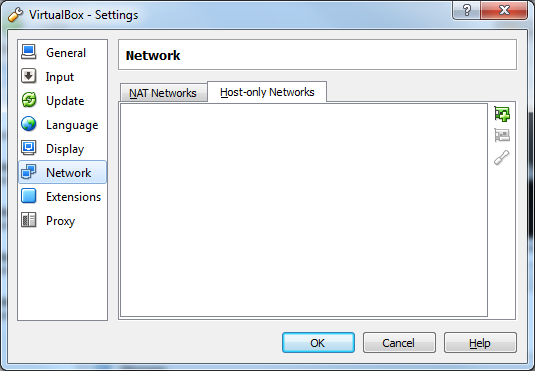 VirtualBox - Settings
?
General
Input
Update
Language
Display
Network
Extensions
Proxy
Network
NAT Networks
Host-only Networks
OK
Cancel
Help